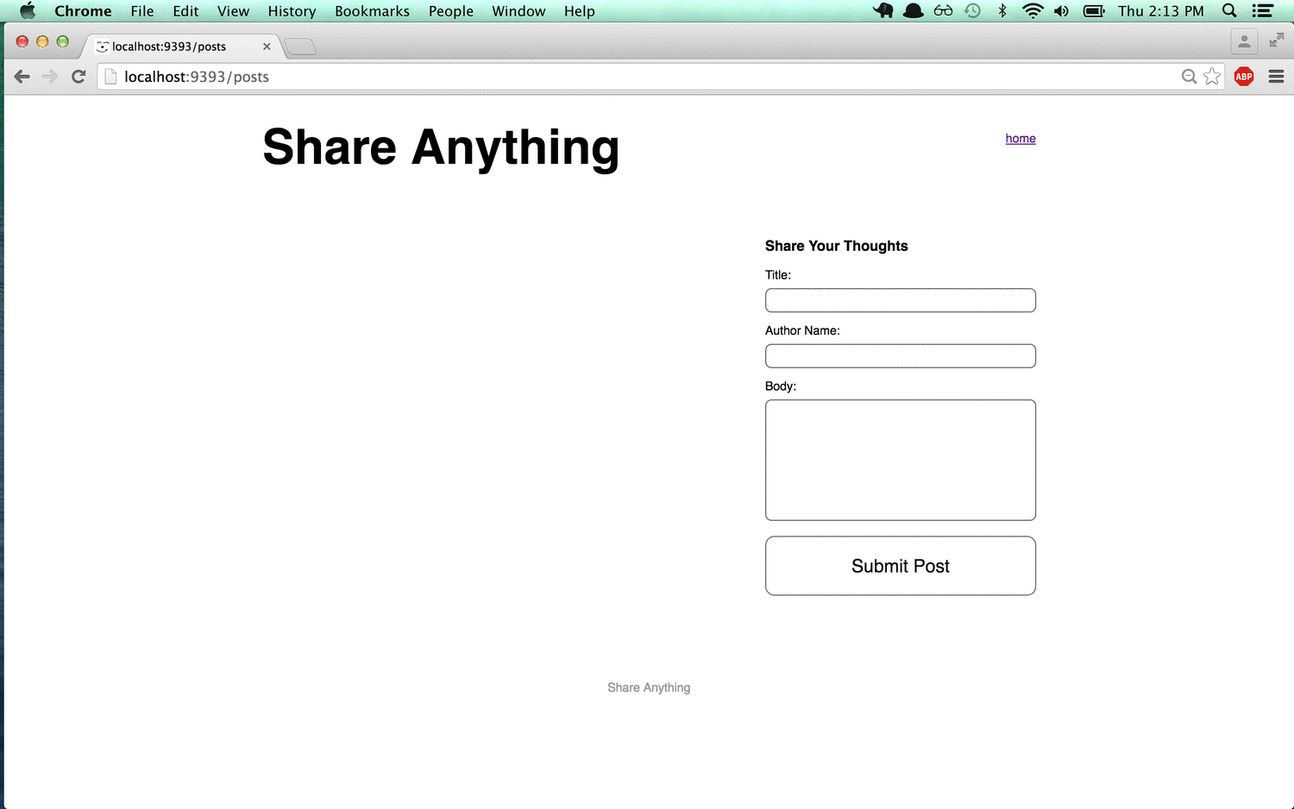 Chrome File Edit View History Bookmarks People Window Help Thu 2:13 PM
localhost:9393/posts
localhost:9393/posts ABP
Share Anything
home
Share Your Thoughts
Title:
Author Name:
Body:
Submit Post
Share Anything